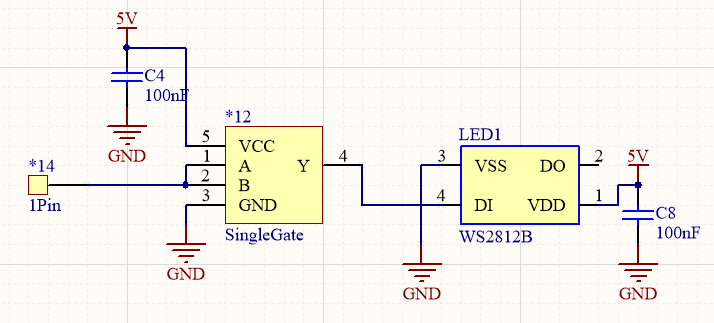 5V
C4
100nF
GND
*14
1Pin
*12
5
VCC
1
A
Y
4
2
B
3
GND
SingleGate
GND
LED1
3
VSS
DO
2
4
DI
VDD
1
WS2812B
GND
5V
C8
100nF
GND